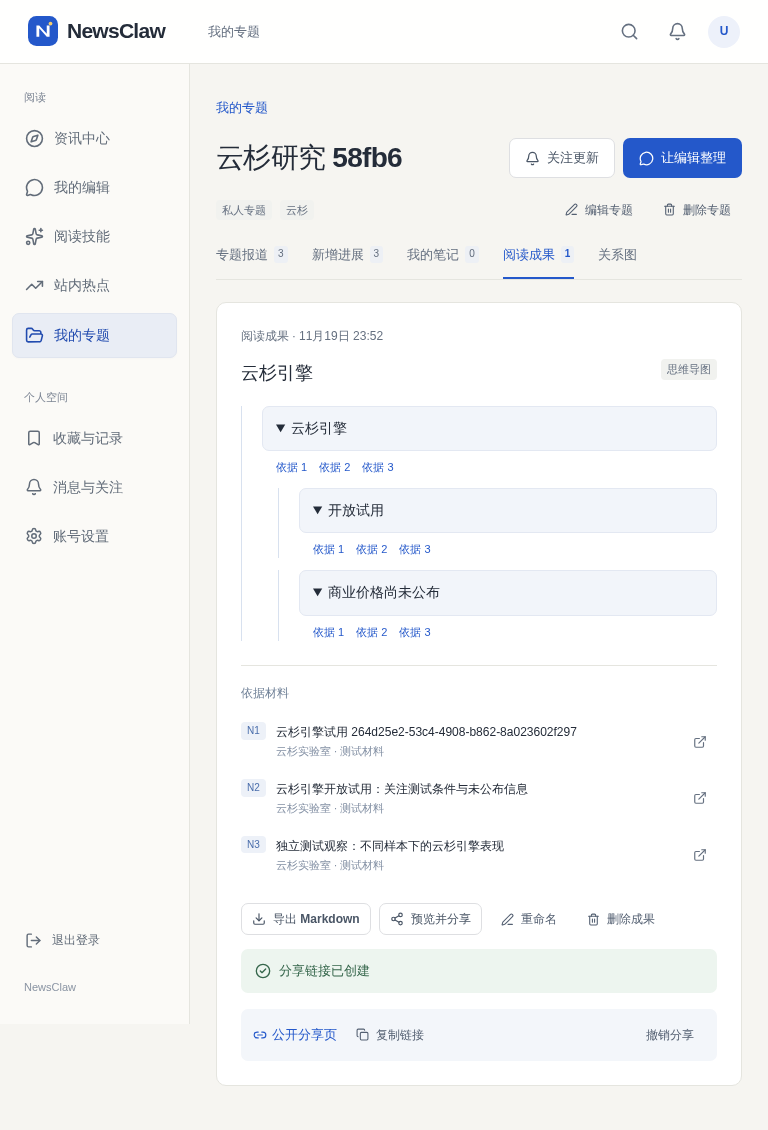 NewsClaw
我的专题
U
阅读
资讯中心
我的编辑
阅读技能
站内热点
我的专题
个人空间
收藏与记录
消息与关注
账号设置
退出登录
NewsClaw
我的专题
云杉研究 58fb6
关注更新
让编辑整理
私人专题 云杉
编辑专题 删除专题
专题报道 3 新增进展 3 我的笔记 0 阅读成果 1 关系图
阅读成果 · 11月19日 23:52
云杉引擎
思维导图
云杉引擎
依据 1 依据 2 依据 3
开放试用
依据 1 依据 2 依据 3
商业价格尚未公布
依据 1 依据 2 依据 3
依据材料
N1 云杉引擎试用 264d25e2-53c4-4908-b862-8a023602f297
云杉实验室 · 测试材料
N2 云杉引擎开放试用：关注测试条件与未公布信息
云杉实验室 · 测试材料
N3 独立测试观察：不同样本下的云杉引擎表现
云杉实验室 · 测试材料
导出 Markdown 预览并分享 重命名 删除成果
分享链接已创建
公开分享页 复制链接 撤销分享